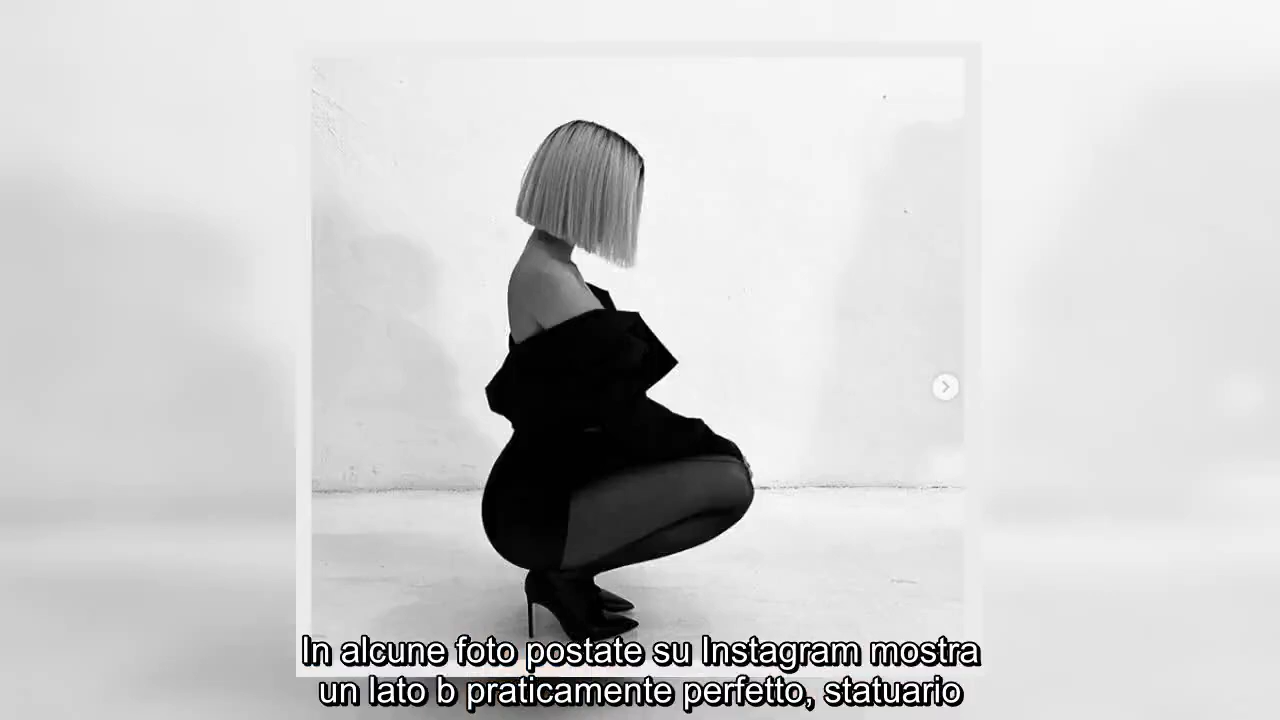 In alcune foto postate su Instagram mostra
un lato b praticamente perfetto, statuario